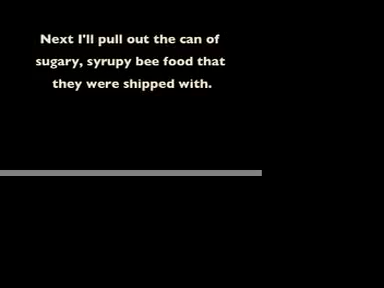 Next I'll pull out the can of
sugary, syrupy bee food that
they were shipped with.